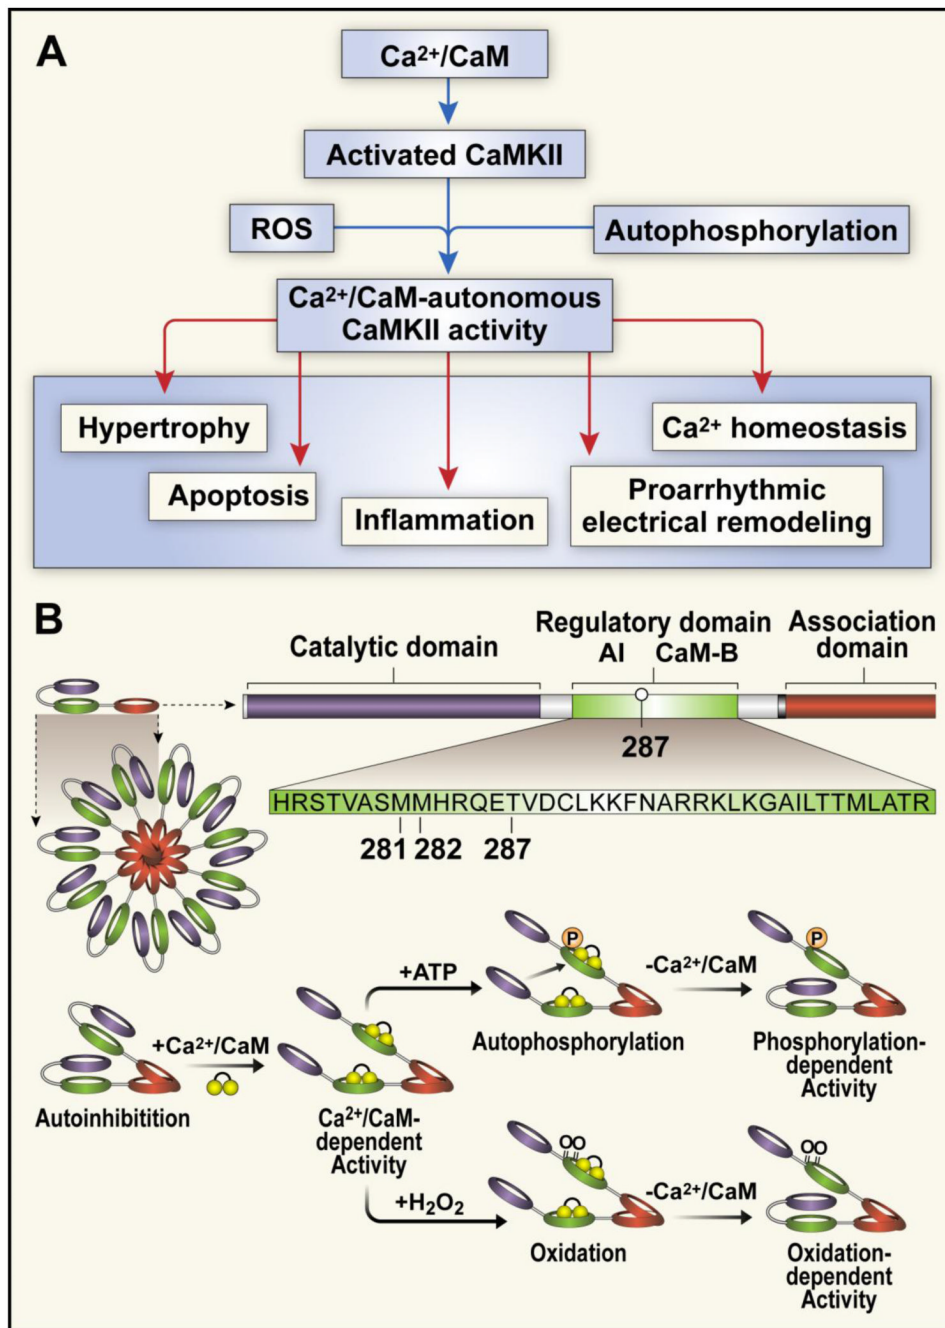 A
Ca²⁺/CaM
Activated CaMKII
ROS
Autophosphorylation
Ca²⁺/CaM-autonomous
CaMKII activity
Hypertrophy
Ca²⁺ homeostasis
Apoptosis
Inflammation
Proarrhythmic
electrical remodeling
B
Catalytic domain
Regulatory domain
AI CaM-B
Association
domain
287
HRSTVASMMHRQETVDCLKKFNARRKLKGAILTTMLATR
281 282 287
+Ca²⁺/CaM
Autoinhibitition
Ca²⁺/CaM-
dependent
Activity
+ATP
P
Autophosphorylation
-Ca²⁺/CaM
P
Phosphorylation-
dependent
Activity
+H₂O₂
OO
Oxidation
-Ca²⁺/CaM
OO
Oxidation-
dependent
Activity